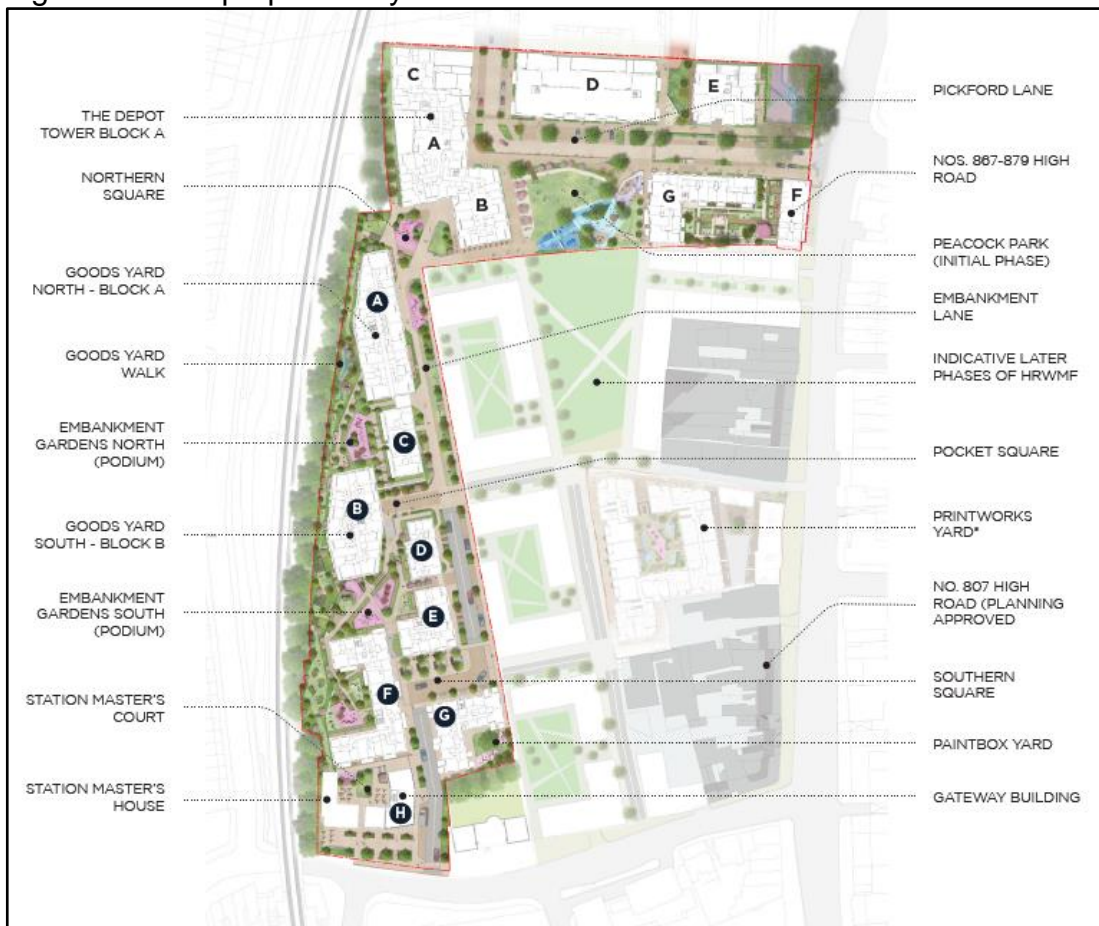 THE DEPOT
TOWER BLOCK A
NORTHERN
SQUARE
GOODS YARD
NORTH - BLOCK A
GOODS YARD
WALK
EMBANKMENT
GARDENS NORTH
(PODIUM)
GOODS YARD
SOUTH - BLOCK B
EMBANKMENT
GARDENS SOUTH
(PODIUM)
STATION MASTER'S
COURT
STATION MASTER'S
HOUSE
C
D
E
A
B
G
F
A
C
B
D
E
F
G
H
PICKFORD LANE
NOS. 867-879 HIGH
ROAD
PEACOCK PARK
(INITIAL PHASE)
EMBANKMENT
LANE
INDICATIVE LATER
PHASES OF HRWMF
POCKET SQUARE
PRINTWORKS
YARD*
NO. 807 HIGH
ROAD (PLANNING
APPROVED
SOUTHERN
SQUARE
PAINTBOX YARD
GATEWAY BUILDING